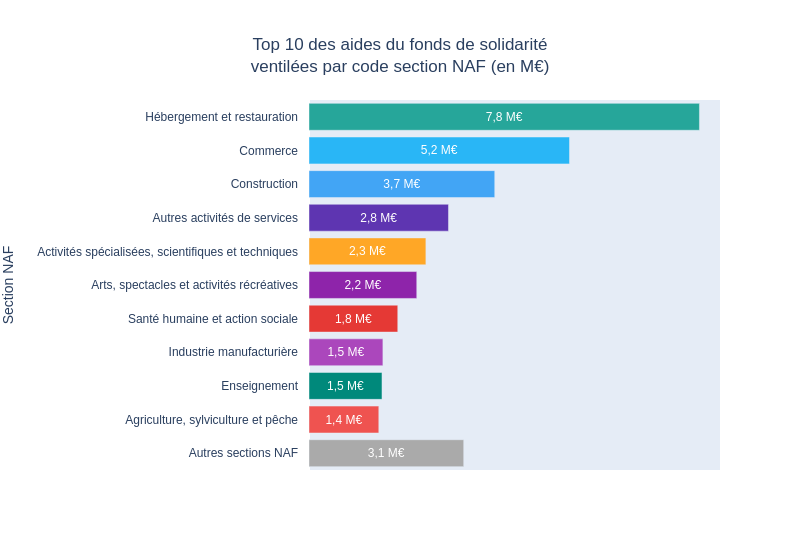 Top 10 des aides du fonds de solidarité
ventilées par code section NAF (en M€)
Section NAF
Hébergement et restauration 7,8 M€
Commerce 5,2 M€
Construction 3,7 M€
Autres activités de services 2,8 M€
Activités spécialisées, scientifiques et techniques 2,3 M€
Arts, spectacles et activités récréatives 2,2 M€
Santé humaine et action sociale 1,8 M€
Industrie manufacturière 1,5 M€
Enseignement 1,5 M€
Agriculture, sylviculture et pêche 1,4 M€
Autres sections NAF 3,1 M€